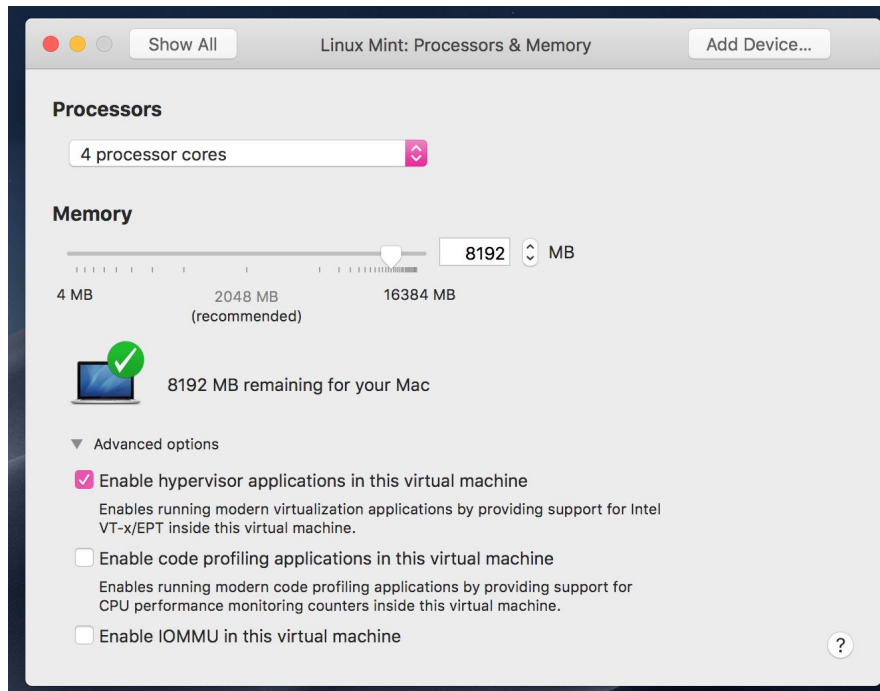 Show All
Linux Mint: Processors & Memory
Add Device...
Processors
4 processor cores
Memory
8192 MB
4 MB
2048 MB
16384 MB
(recommended)
8192 MB remaining for your Mac
Advanced options
Enable hypervisor applications in this virtual machine
Enables running modern virtualization applications by providing support for Intel
VT-x/EPT inside this virtual machine.
Enable code profiling applications in this virtual machine
Enables running modern code profiling applications by providing support for
CPU performance monitoring counters inside this virtual machine.
Enable IOMMU in this virtual machine
?